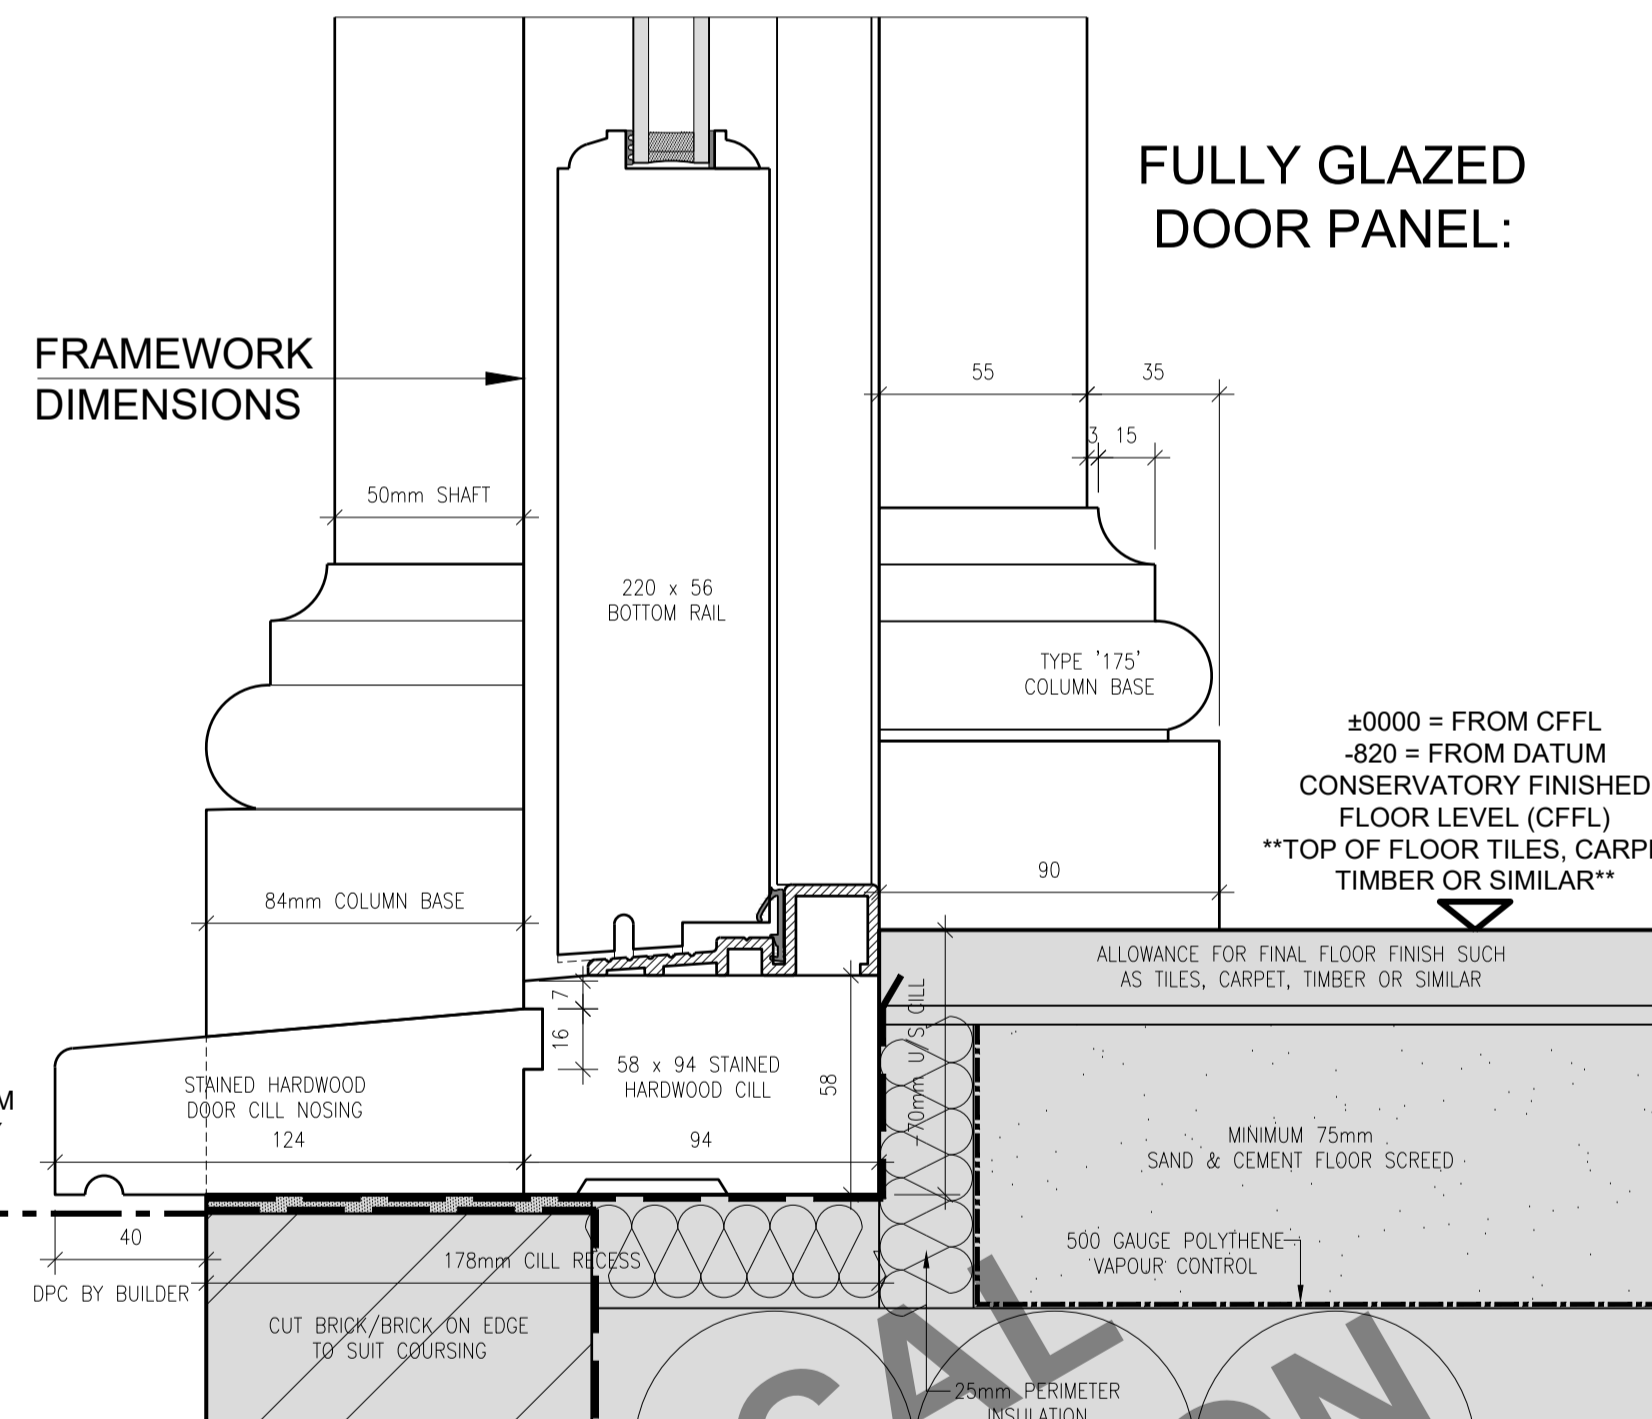 FULLY GLAZED
DOOR PANEL:
FRAMEWORK
DIMENSIONS
55
35
3
15
50mm SHAFT
220 x 56
BOTTOM RAIL
TYPE '175'
COLUMN BASE
±0000 = FROM CFFL
-820 = FROM DATUM
CONSERVATORY FINISHED
FLOOR LEVEL (CFFL)
**TOP OF FLOOR TILES, CARP
TIMBER OR SIMILAR**
90
84mm COLUMN BASE
ALLOWANCE FOR FINAL FLOOR FINISH SUCH
AS TILES, CARPET, TIMBER OR SIMILAR
7
16
58 x 94 STAINED
HARDWOOD CILL
58
-70mm U/S CILL
STAINED HARDWOOD
DOOR CILL NOSING
124
94
M
MINIMUM 75mm
SAND & CEMENT FLOOR SCREED
40
178mm CILL RECESS
500 GAUGE POLYTHENE
VAPOUR CONTROL
DPC BY BUILDER
CUT BRICK/BRICK ON EDGE
TO SUIT COURSING
25mm PERIMETER
INSULATION
CAL
ON